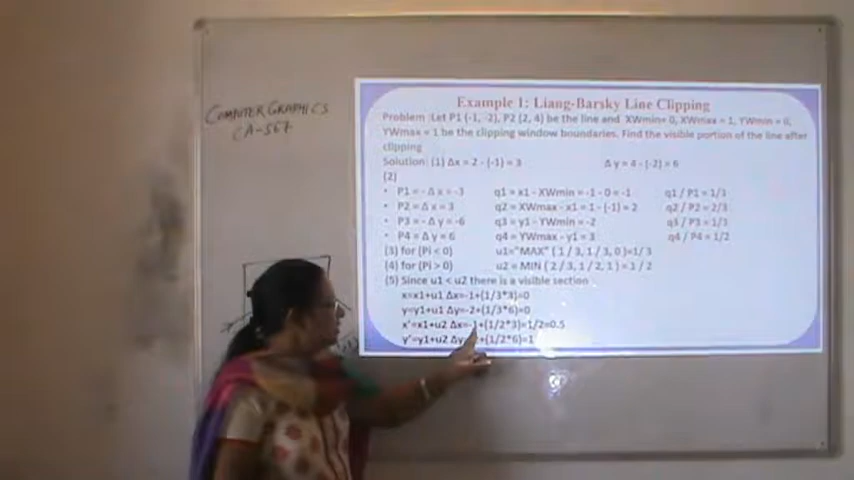 COMPUTER GRAPHICS
CA-567
Example 1: Liang-Barsky Line Clipping
Problem :Let P1 (-1, -2), P2 (2, 4) be the line and XWmin= 0, XWmax = 1, YWmin = 0,
YWmax = 1 be the clipping window boundaries. Find the visible portion of the line after
clipping
Solution: (1) Δx = 2 - (-1) = 3 Δ y = 4 - (-2) = 6
(2)
• P1 = - Δ x = -3 q1 = x1 - XWmin = -1 - 0 = -1 q1 / P1 = 1/3
• P2 = Δ x = 3 q2 = XWmax - x1 = 1 - (-1) = 2 q2 / P2 = 2/3
• P3 = - Δ y = -6 q3 = y1 - YWmin = -2 q3 / P3 = 1/3
• P4 = Δ y = 6 q4 = YWmax - y1 = 3 q4 / P4 = 1/2
(3) for (Pi < 0) u1="MAX" ( 1 / 3, 1 / 3, 0 )=1/3
(4) for (Pi > 0) u2 = MIN ( 2 / 3, 1 / 2, 1 ) = 1 / 2
(5) Since u1 < u2 there is a visible section
x=x1+u1 Δx=-1+(1/3*3)=0
y=y1+u1 Δy=-2+(1/3*6)=0
x'=x1+u2 Δx=-1+(1/2*3)=1/2=0.5
y'=y1+u2 Δy=-2+(1/2*6)=1